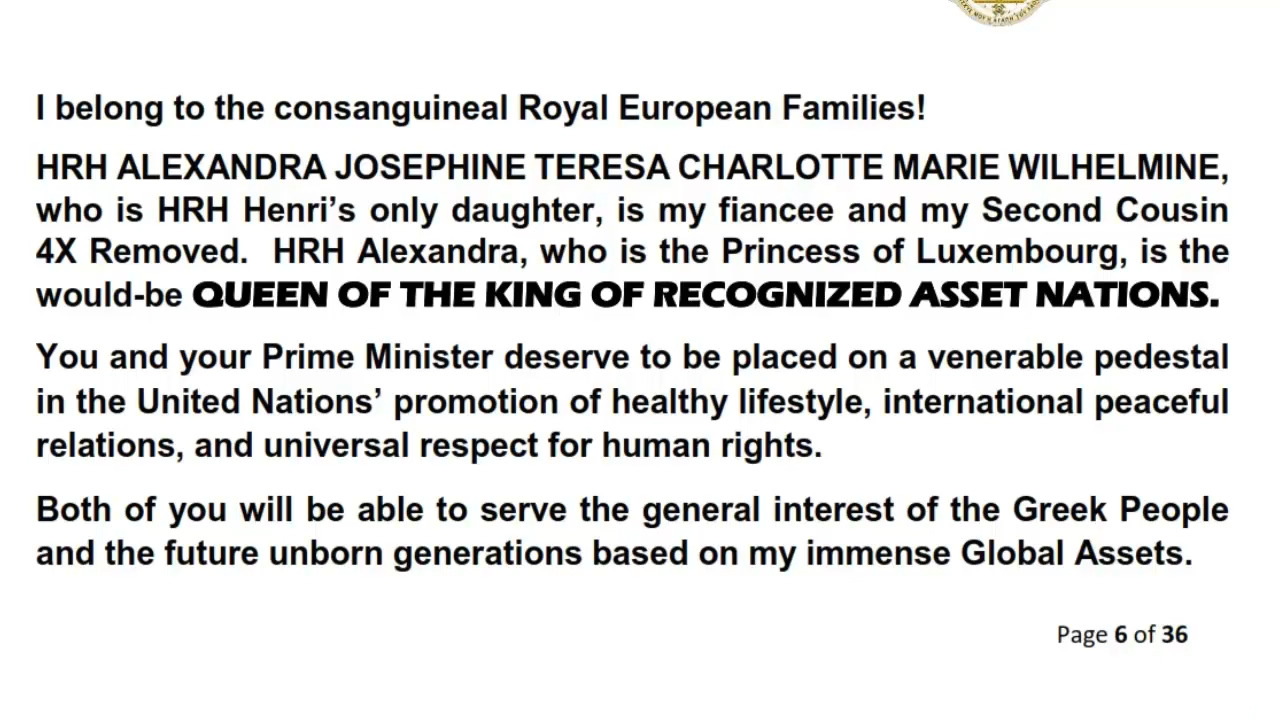 I belong to the consanguineal Royal European Families!
HRH ALEXANDRA JOSEPHINE TERESA CHARLOTTE MARIE WILHELMINE,
who is HRH Henri’s only daughter, is my fiancee and my Second Cousin
4X Removed. HRH Alexandra, who is the Princess of Luxembourg, is the
would-be QUEEN OF THE KING OF RECOGNIZED ASSET NATIONS.
You and your Prime Minister deserve to be placed on a venerable pedestal
in the United Nations’ promotion of healthy lifestyle, international peaceful
relations, and universal respect for human rights.
Both of you will be able to serve the general interest of the Greek People
and the future unborn generations based on my immense Global Assets.
Page 6 of 36